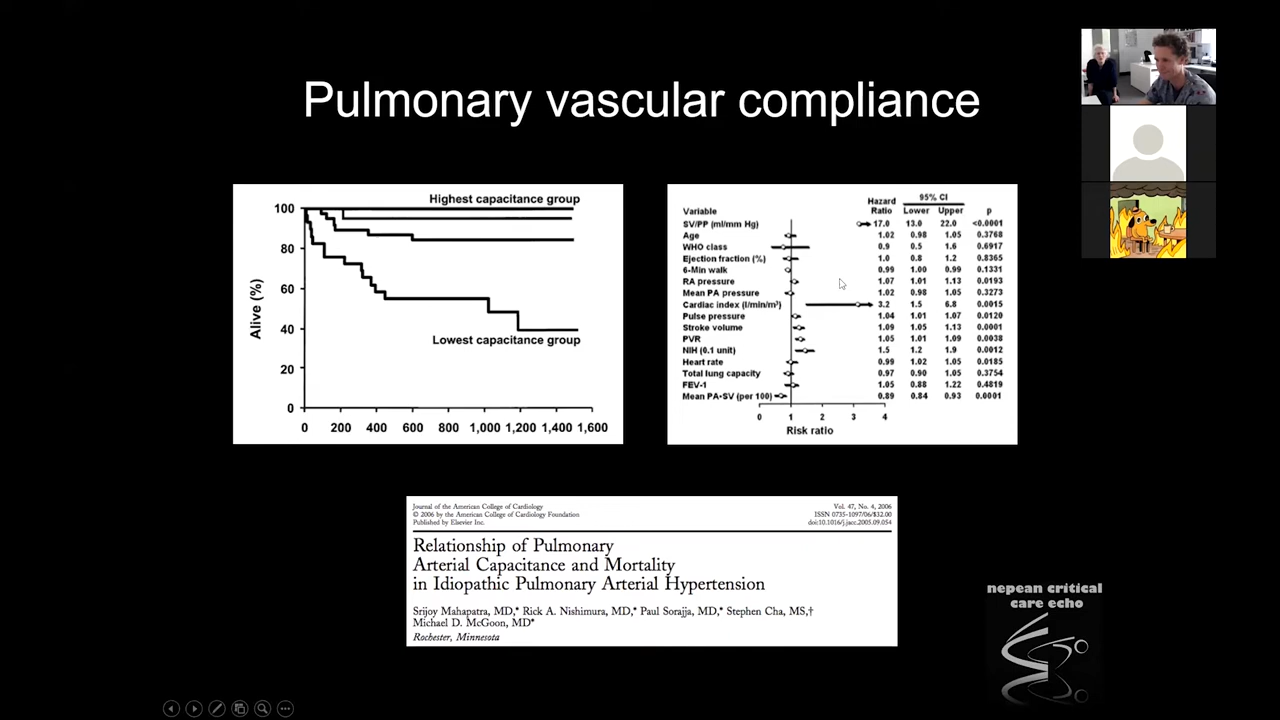 Pulmonary vascular compliance
Highest capacitance group
Lowest capacitance group
Alive (%)
100
80
60
40
20
0
0 200 400 600 800 1,000 1,200 1,400 1,600
95% CI
Variable Hazard Ratio Lower Upper p
SV/PP (ml/mm Hg) 17.0 13.0 22.0 <0.0001
Age 1.02 0.98 1.05 0.3768
WHO class 0.9 0.5 1.6 0.6917
Ejection fraction (%) 1.0 0.8 1.2 0.8365
6-Min walk 0.99 1.00 0.99 0.1331
RA pressure 1.07 1.01 1.13 0.0193
Mean PA pressure 1.02 0.98 1.05 0.3273
Cardiac index (l/min/m³) 3.2 1.5 6.8 0.0015
Pulse pressure 1.04 1.01 1.07 0.0120
Stroke volume 1.09 1.05 1.13 0.0001
PVR 1.05 1.01 1.09 0.0038
NIH (0.1 unit) 1.5 1.2 1.9 0.0012
Heart rate 0.99 1.02 1.05 0.0185
Total lung capacity 0.97 0.90 1.05 0.3754
FEV-1 1.05 0.88 1.22 0.4819
Mean PA•SV (per 100) 0.89 0.84 0.93 0.0001
0 1 2 3 4
Risk ratio
Journal of the American College of Cardiology
© 2006 by the American College of Cardiology Foundation
Published by Elsevier Inc.
Vol. 47, No. 4, 2006
ISSN 0735-1097/06/$32.00
doi:10.1016/j.jacc.2005.09.054
Relationship of Pulmonary
Arterial Capacitance and Mortality
in Idiopathic Pulmonary Arterial Hypertension
Srijoy Mahapatra, MD,* Rick A. Nishimura, MD,* Paul Sorajja, MD,* Stephen Cha, MS,†
Michael D. McGoon, MD*
Rochester, Minnesota
nepean critical
care echo